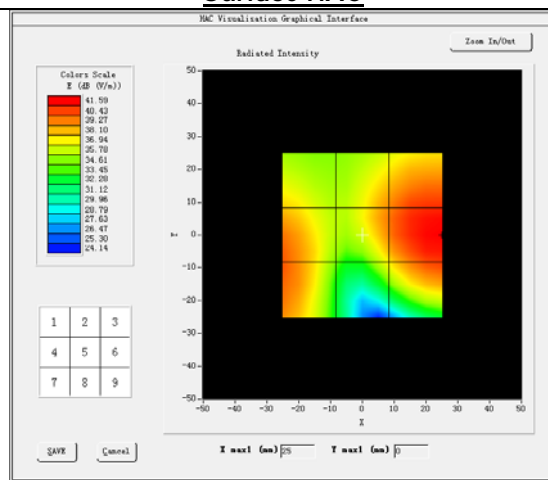 HAC Visualisation Graphical Interface
Zoom In/Out
Radiated Intensity
Colors Scale
E (dB (V/m))
41.59
40.43
39.27
38.10
36.94
35.78
34.61
33.45
32.28
31.12
29.96
28.79
27.63
26.47
25.30
24.14
50
40
30
20
10
0
-10
-20
-30
-40
-50
Y
-50 -40 -30 -20 -10 0 10 20 30 40 50
X
1 2 3
4 5 6
7 8 9
SAVE Cancel
X max1 (mm) 25 Y max1 (mm) 0